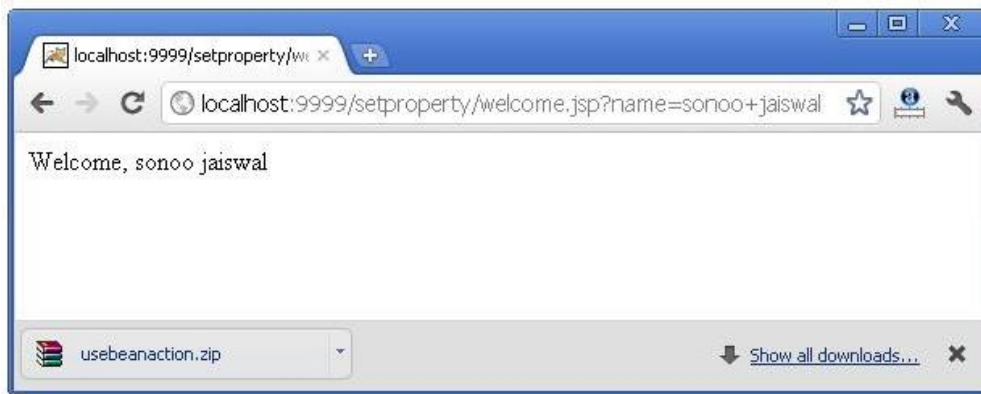 localhost:9999/setproperty/we
localhost:9999/setproperty/welcome.jsp?name=sonoo+jaiswal
Welcome, sonoo jaiswal
usebeanaction.zip
Show all downloads...